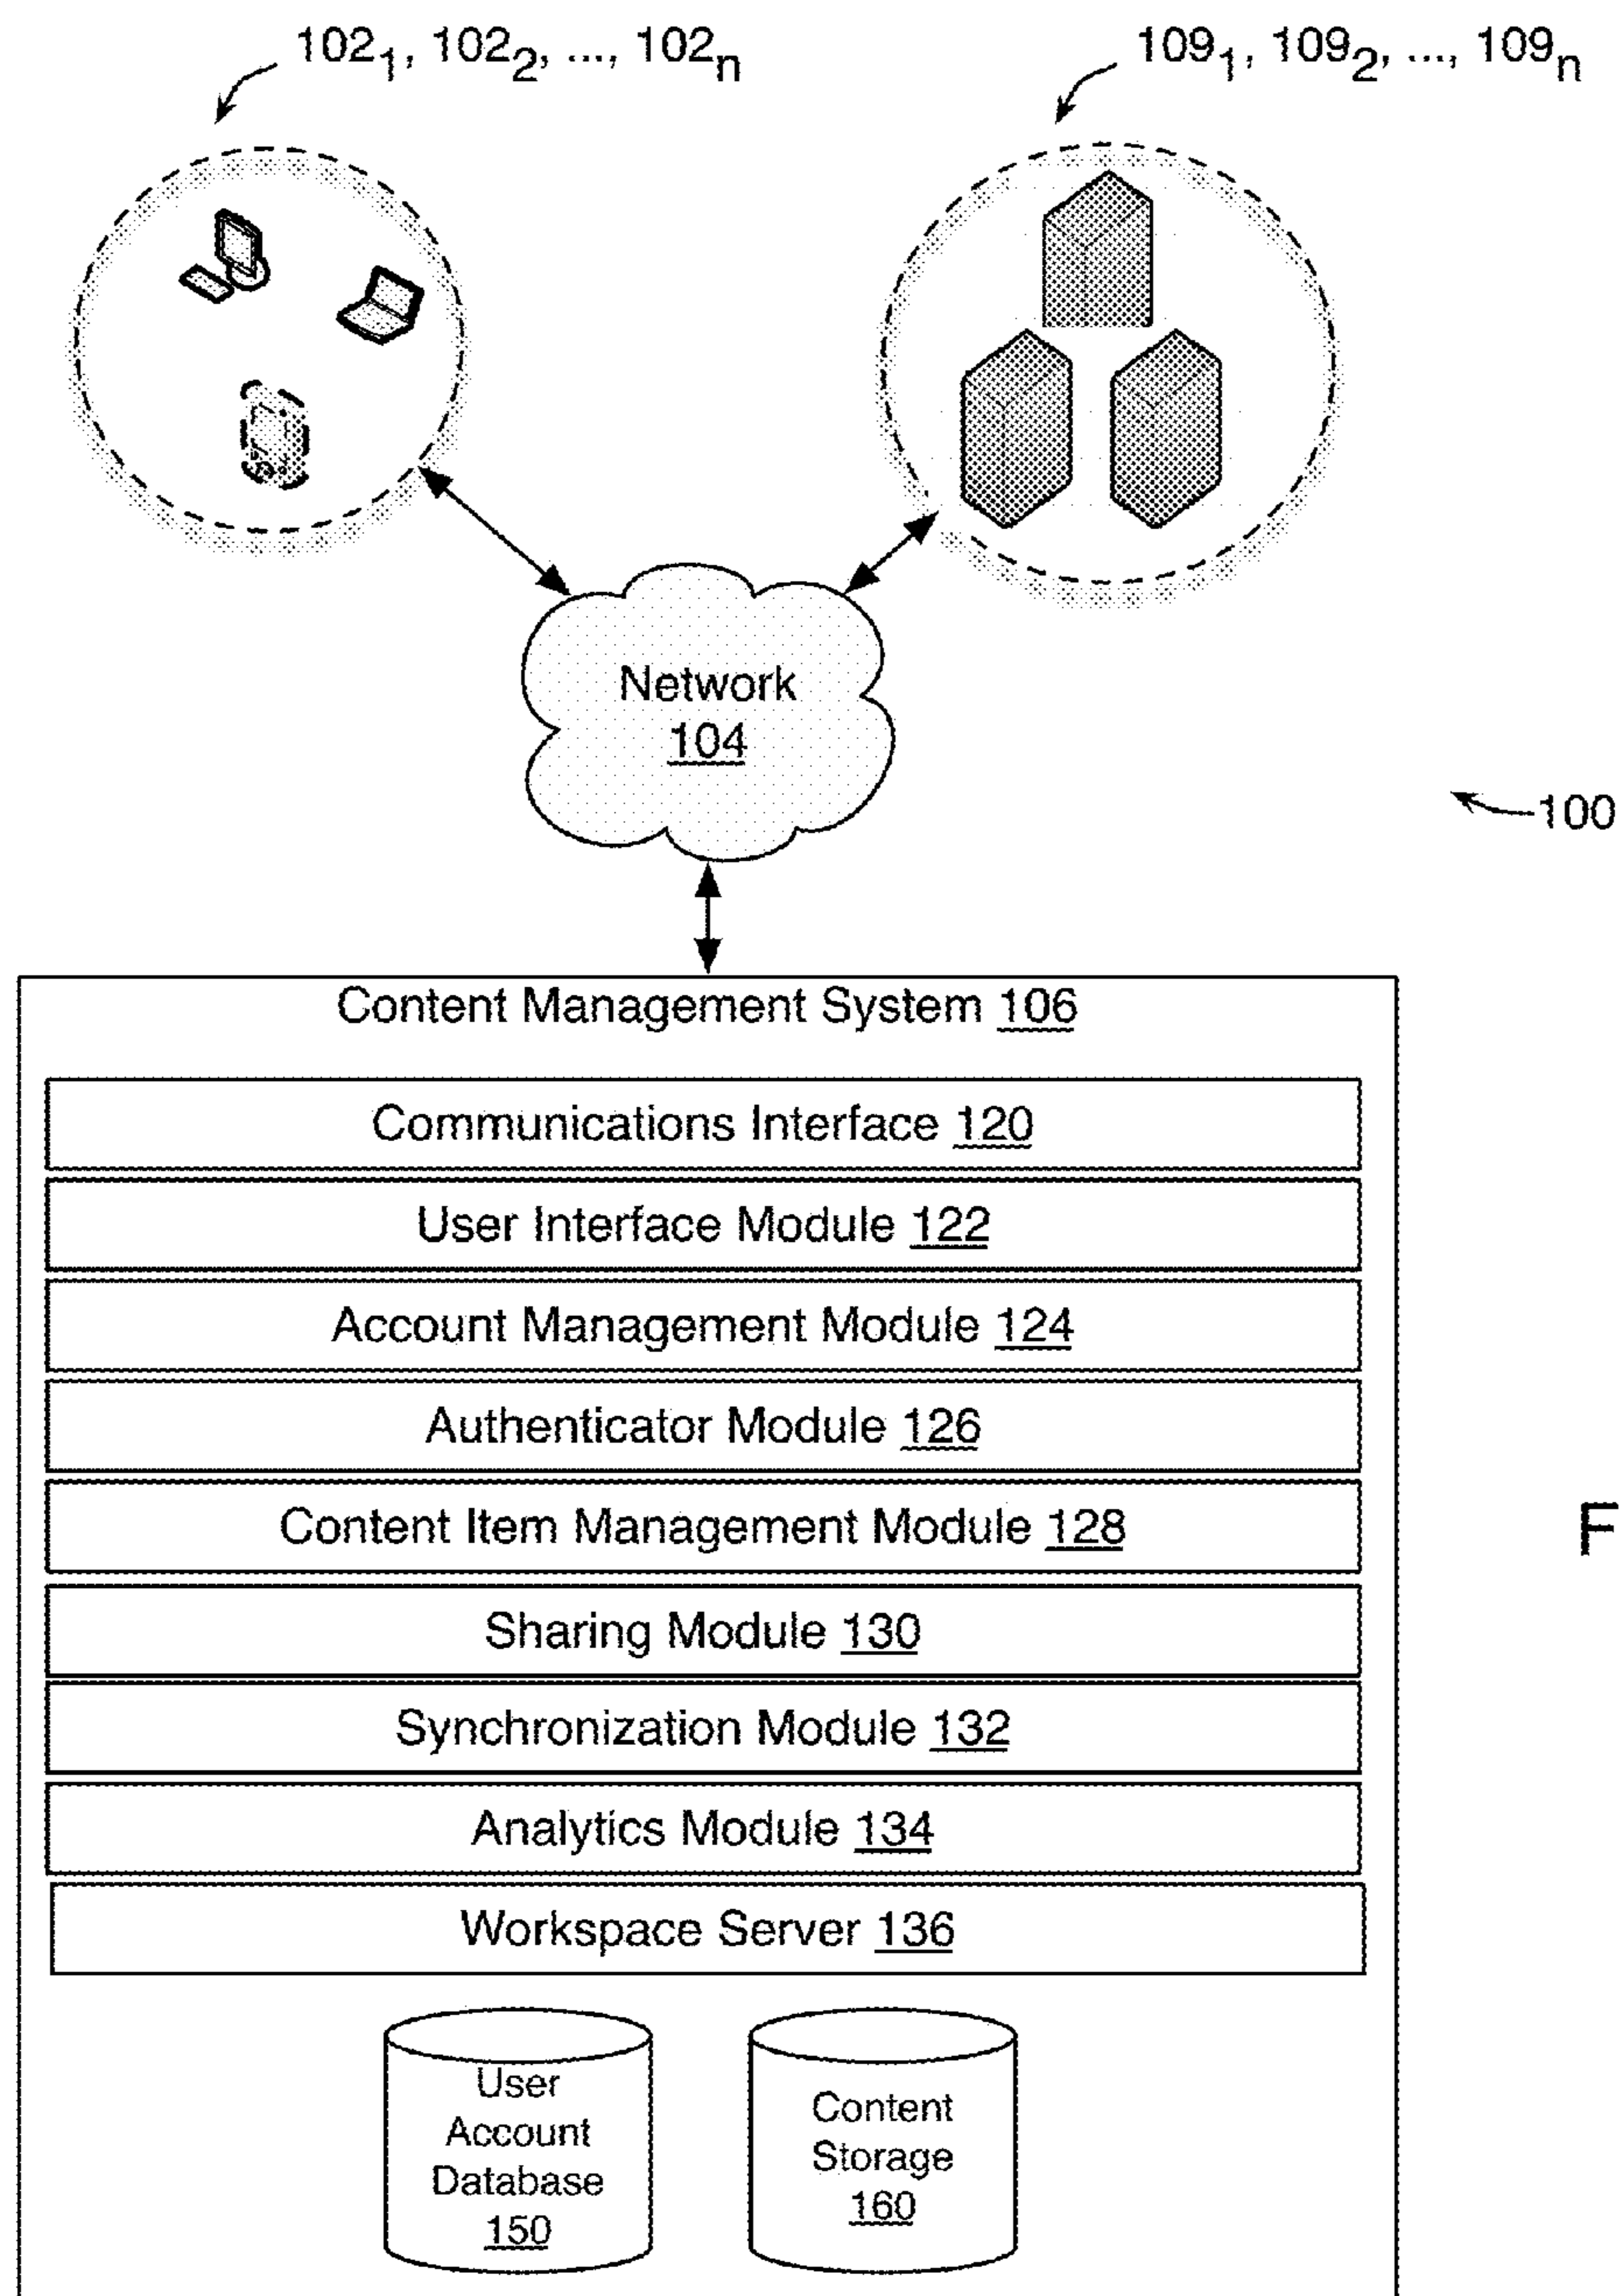 102₁, 102₂, ..., 102ₙ
109₁, 109₂, ..., 109ₙ
Network
104
100
Content Management System 106
Communications Interface 120
User Interface Module 122
Account Management Module 124
Authenticator Module 126
Content Item Management Module 128
F
Sharing Module 130
Synchronization Module 132
Analytics Module 134
Workspace Server 136
User
Account
Database
150
Content
Storage
160